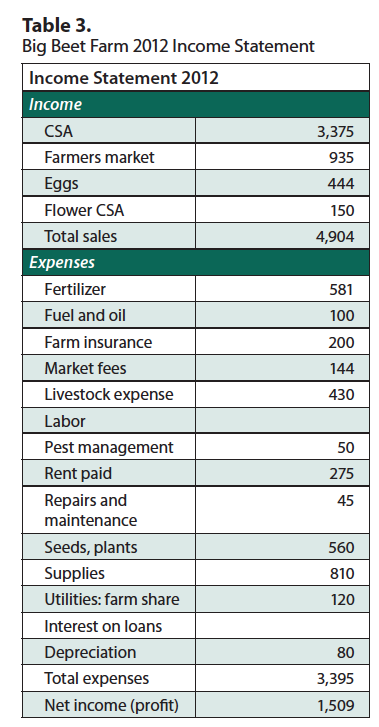 Table 3.
Big Beet Farm 2012 Income Statement
Income Statement 2012
Income
CSA 3,375
Farmers market 935
Eggs 444
Flower CSA 150
Total sales 4,904
Expenses
Fertilizer 581
Fuel and oil 100
Farm insurance 200
Market fees 144
Livestock expense 430
Labor
Pest management 50
Rent paid 275
Repairs and 45
maintenance
Seeds, plants 560
Supplies 810
Utilities: farm share 120
Interest on loans
Depreciation 80
Total expenses 3,395
Net income (profit) 1,509